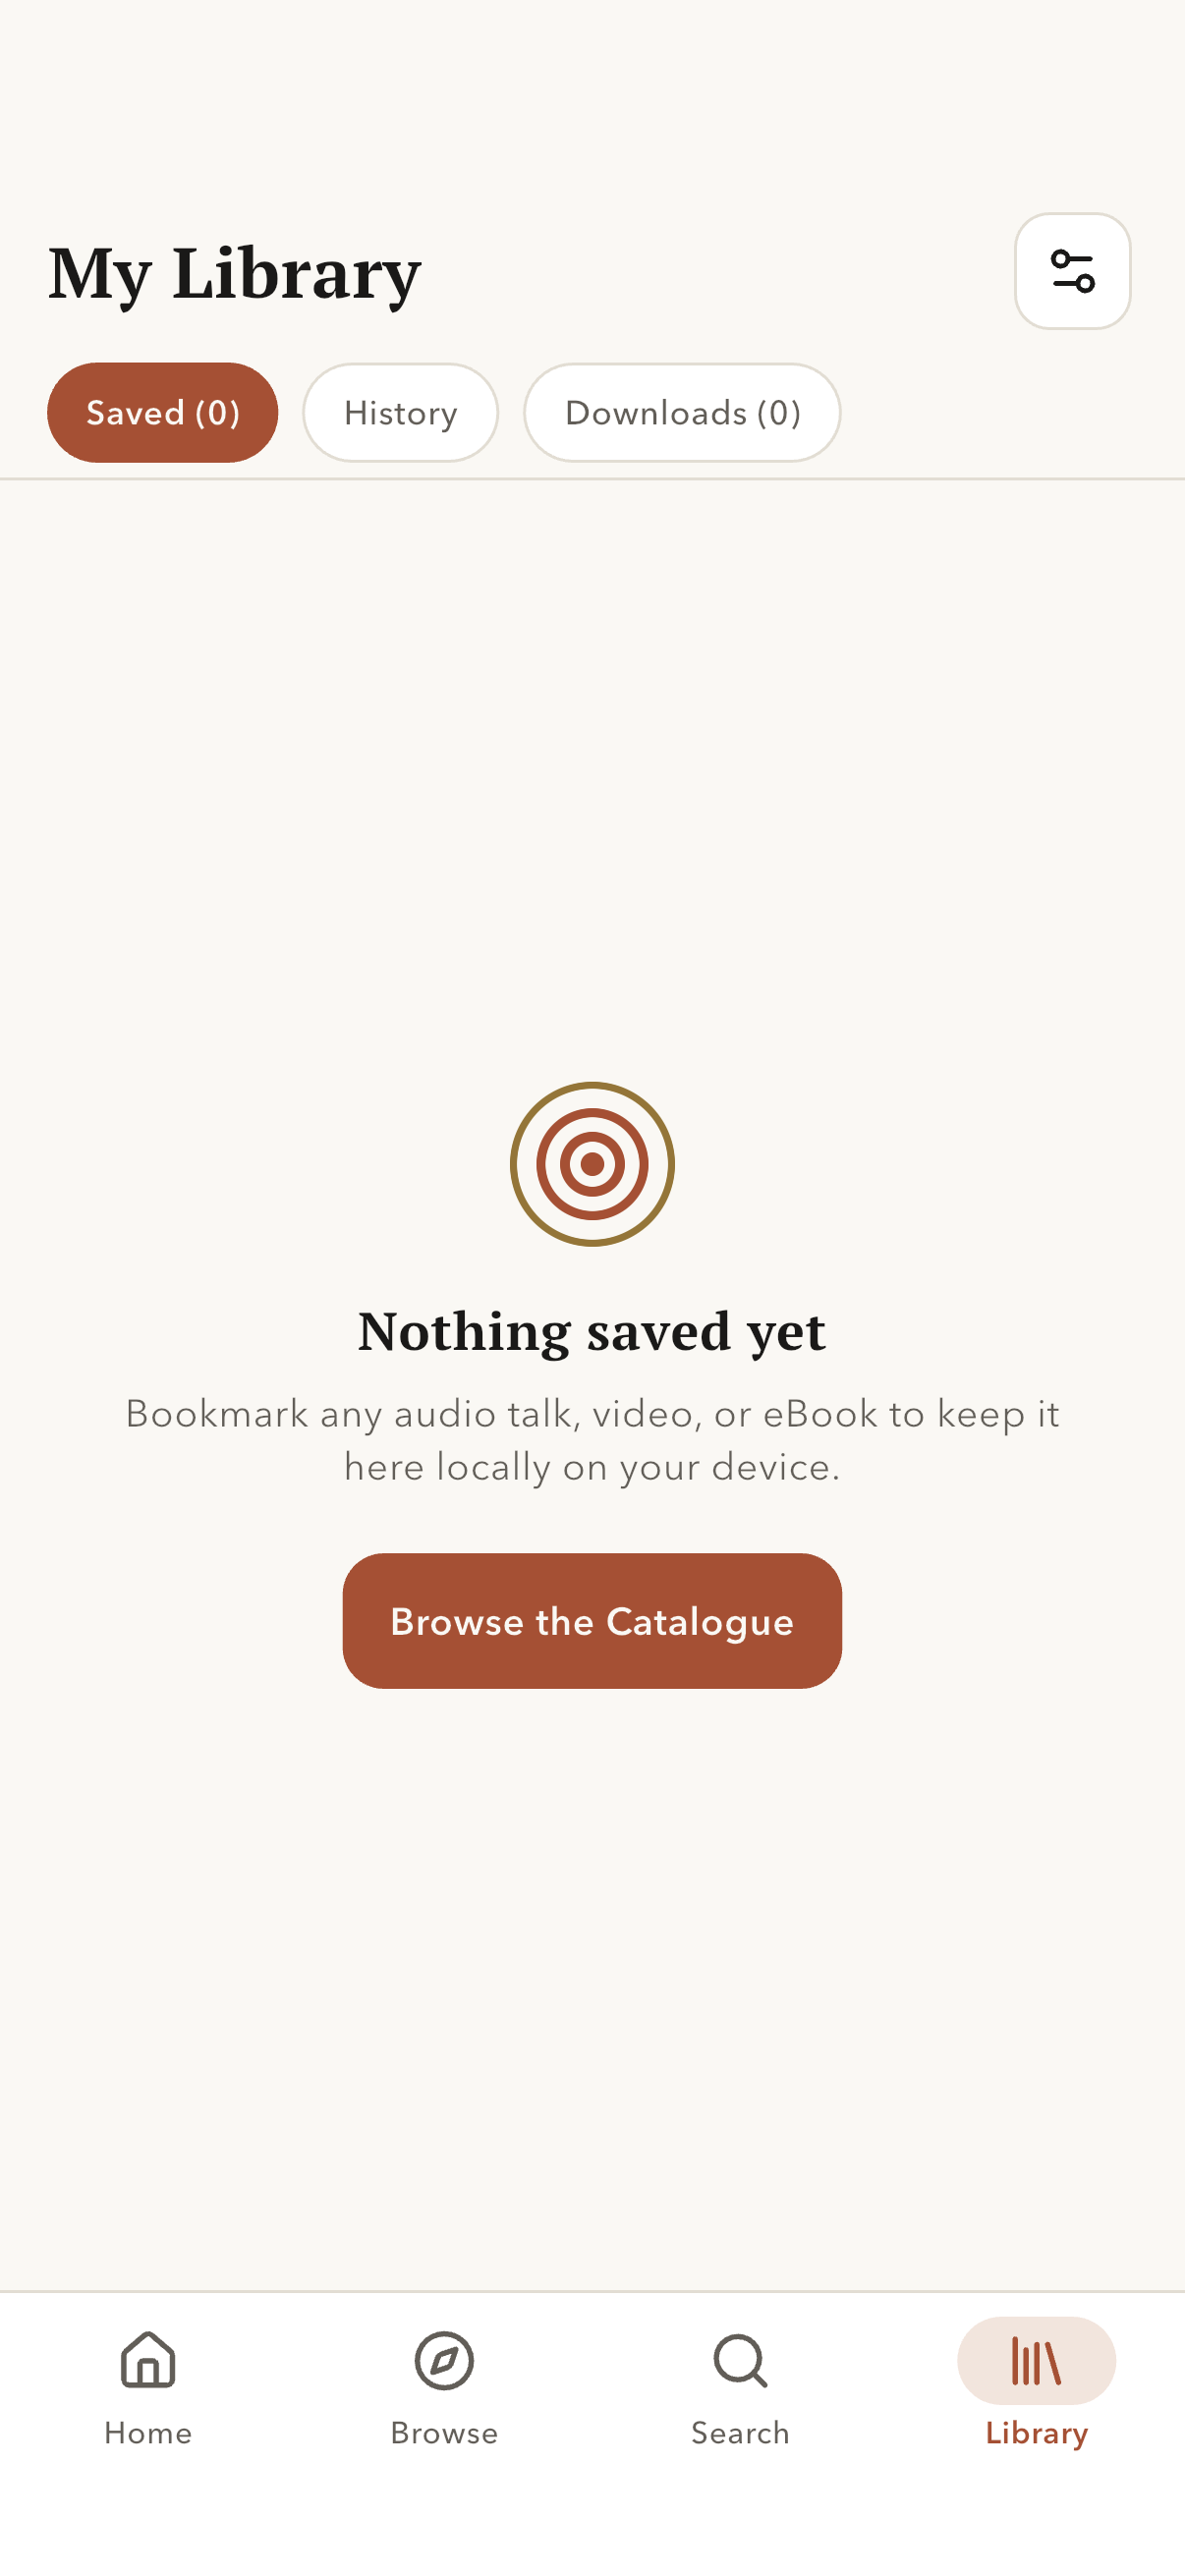 My Library
Saved (0)
History
Downloads (0)
Nothing saved yet
Bookmark any audio talk, video, or eBook to keep it
here locally on your device.
Browse the Catalogue
Home
Browse
Search
Library